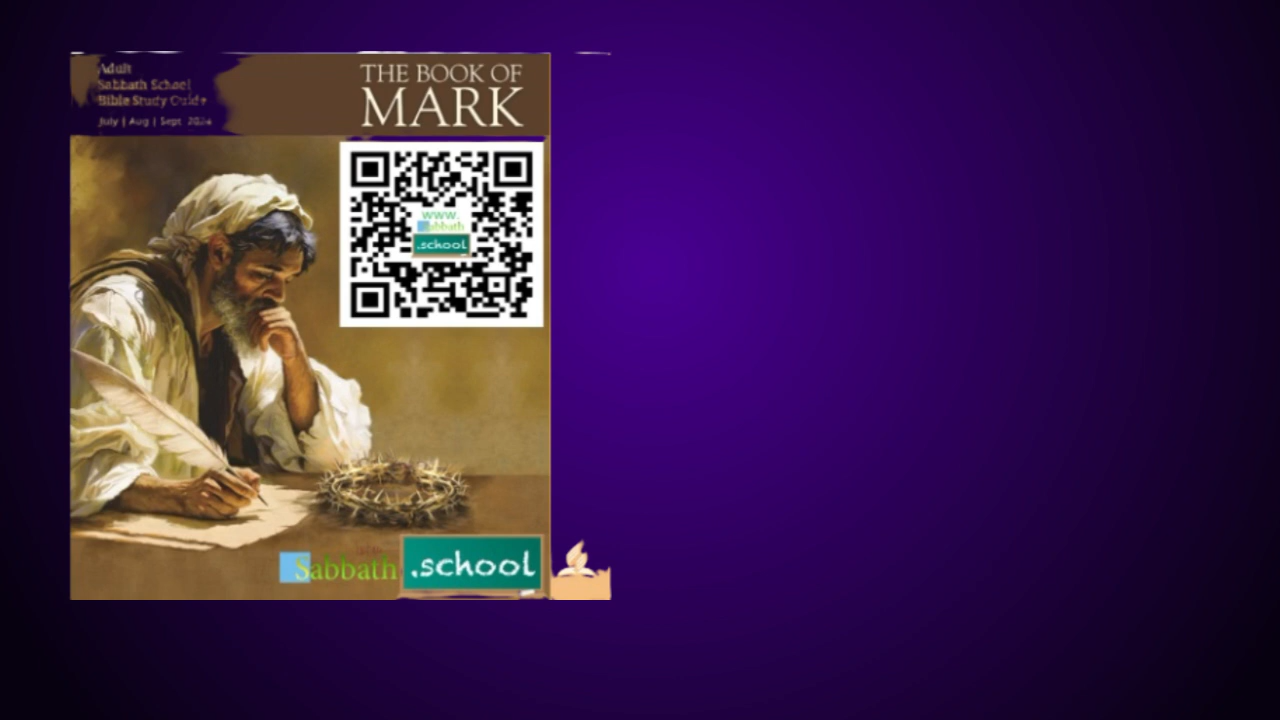 Adult
Sabbath School
Bible Study Guide
July | Aug | Sept 2024
THE BOOK OF
MARK
www.
Sabbath
.school
Sabbath .school